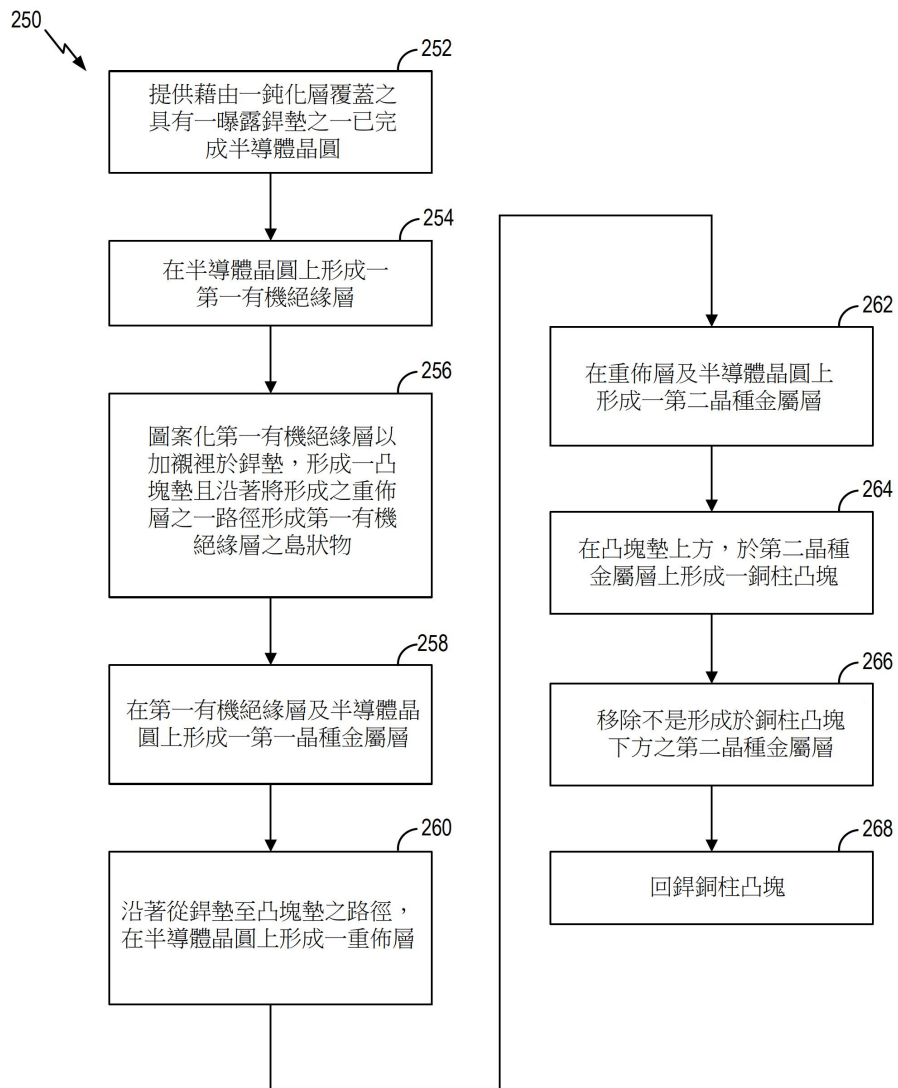 250
252
提供藉由一鈍化層覆蓋之
具有一曝露銲墊之一已完
成半導體晶圓
254
在半導體晶圓上形成一
第一有機絕緣層
256
圖案化第一有機絕緣層以
加襯裡於銲墊，形成一凸
塊墊且沿著將形成之重佈
層之一路徑形成第一有機
絕緣層之島狀物
258
在第一有機絕緣層及半導體晶
圓上形成一第一晶種金屬層
260
沿著從銲墊至凸塊墊之路徑，
在半導體晶圓上形成一重佈層
262
在重佈層及半導體晶圓上
形成一第二晶種金屬層
264
在凸塊墊上方，於第二晶種
金屬層上形成一銅柱凸塊
266
移除不是形成於銅柱凸塊
下方之第二晶種金屬層
268
回銲銅柱凸塊